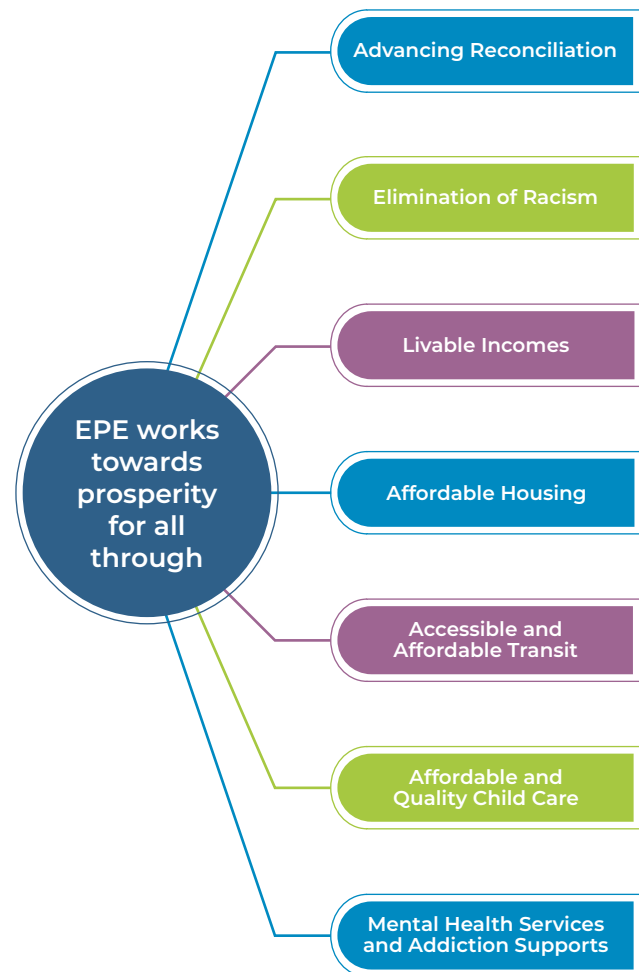 EPE works
towards
prosperity
for all
through
Advancing Reconciliation
Elimination of Racism
Livable Incomes
Affordable Housing
Accessible and
Affordable Transit
Affordable and
Quality Child Care
Mental Health Services
and Addiction Supports